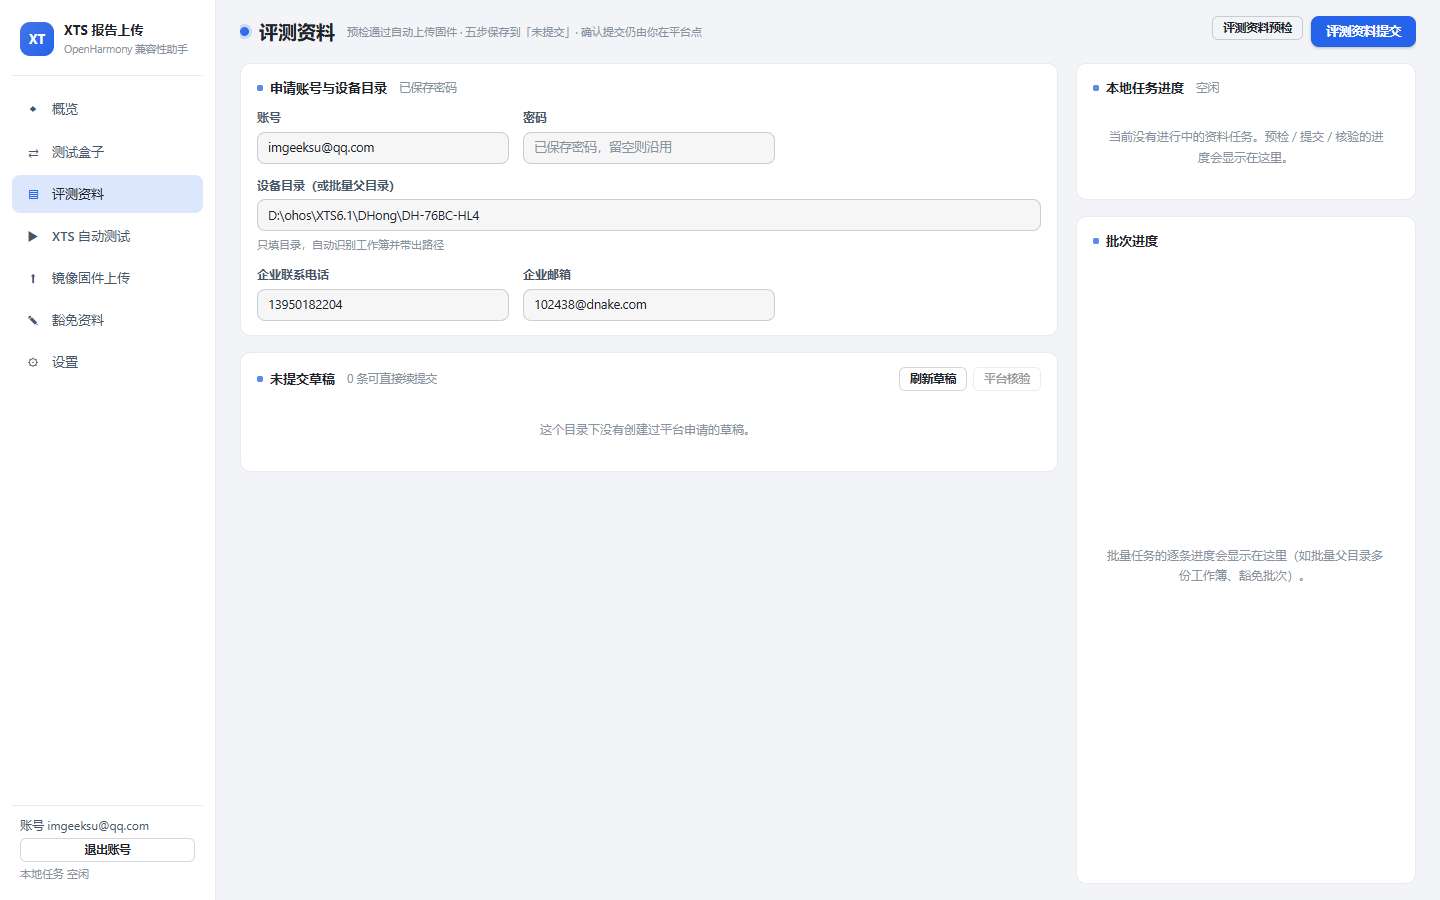 XT
XTS 报告上传
OpenHarmony 兼容性助手
概览
测试盒子
评测资料
XTS 自动测试
镜像固件上传
豁免资料
设置
账号 imgeeksu@qq.com
退出账号
本地任务 空闲
评测资料 预检通过自动上传固件 · 五步保存到「未提交」 · 确认提交仍由你在平台点
评测资料预检
评测资料提交
申请账号与设备目录 已保存密码
账号
密码
imgeeksu@qq.com
已保存密码，留空则沿用
设备目录（或批量父目录）
D:\ohos\XTS6.1\DHong\DH-76BC-HL4
只填目录，自动识别工作簿并带出路径
企业联系电话
企业邮箱
13950182204
102438@dnake.com
未提交草稿 0 条可直接续提交
刷新草稿
平台核验
这个目录下没有创建过平台申请的草稿。
本地任务进度 空闲
当前没有进行中的资料任务。预检 / 提交 / 核验的进
度会显示在这里。
批次进度
批量任务的逐条进度会显示在这里（如批量父目录多
份工作簿、豁免批次）。